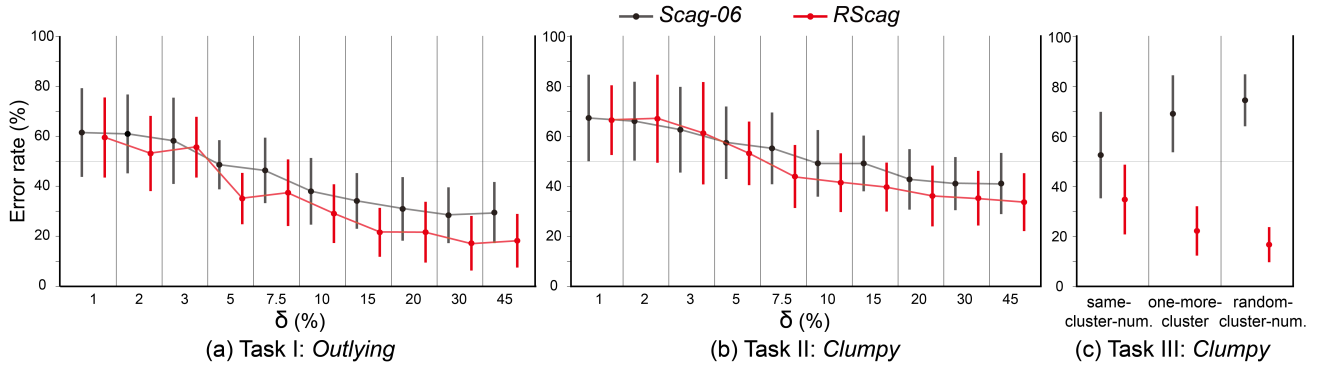 Scag-06 RScag
Error rate (%)
100
80
60
40
20
0
1 2 3 5 7.5 10 15 20 30 45
δ (%)
(a) Task I: Outlying
100
80
60
40
20
0
1 2 3 5 7.5 10 15 20 30 45
δ (%)
(b) Task II: Clumpy
100
80
60
40
20
0
same-
cluster-num.
one-more-
cluster
random-
cluster-num.
(c) Task III: Clumpy